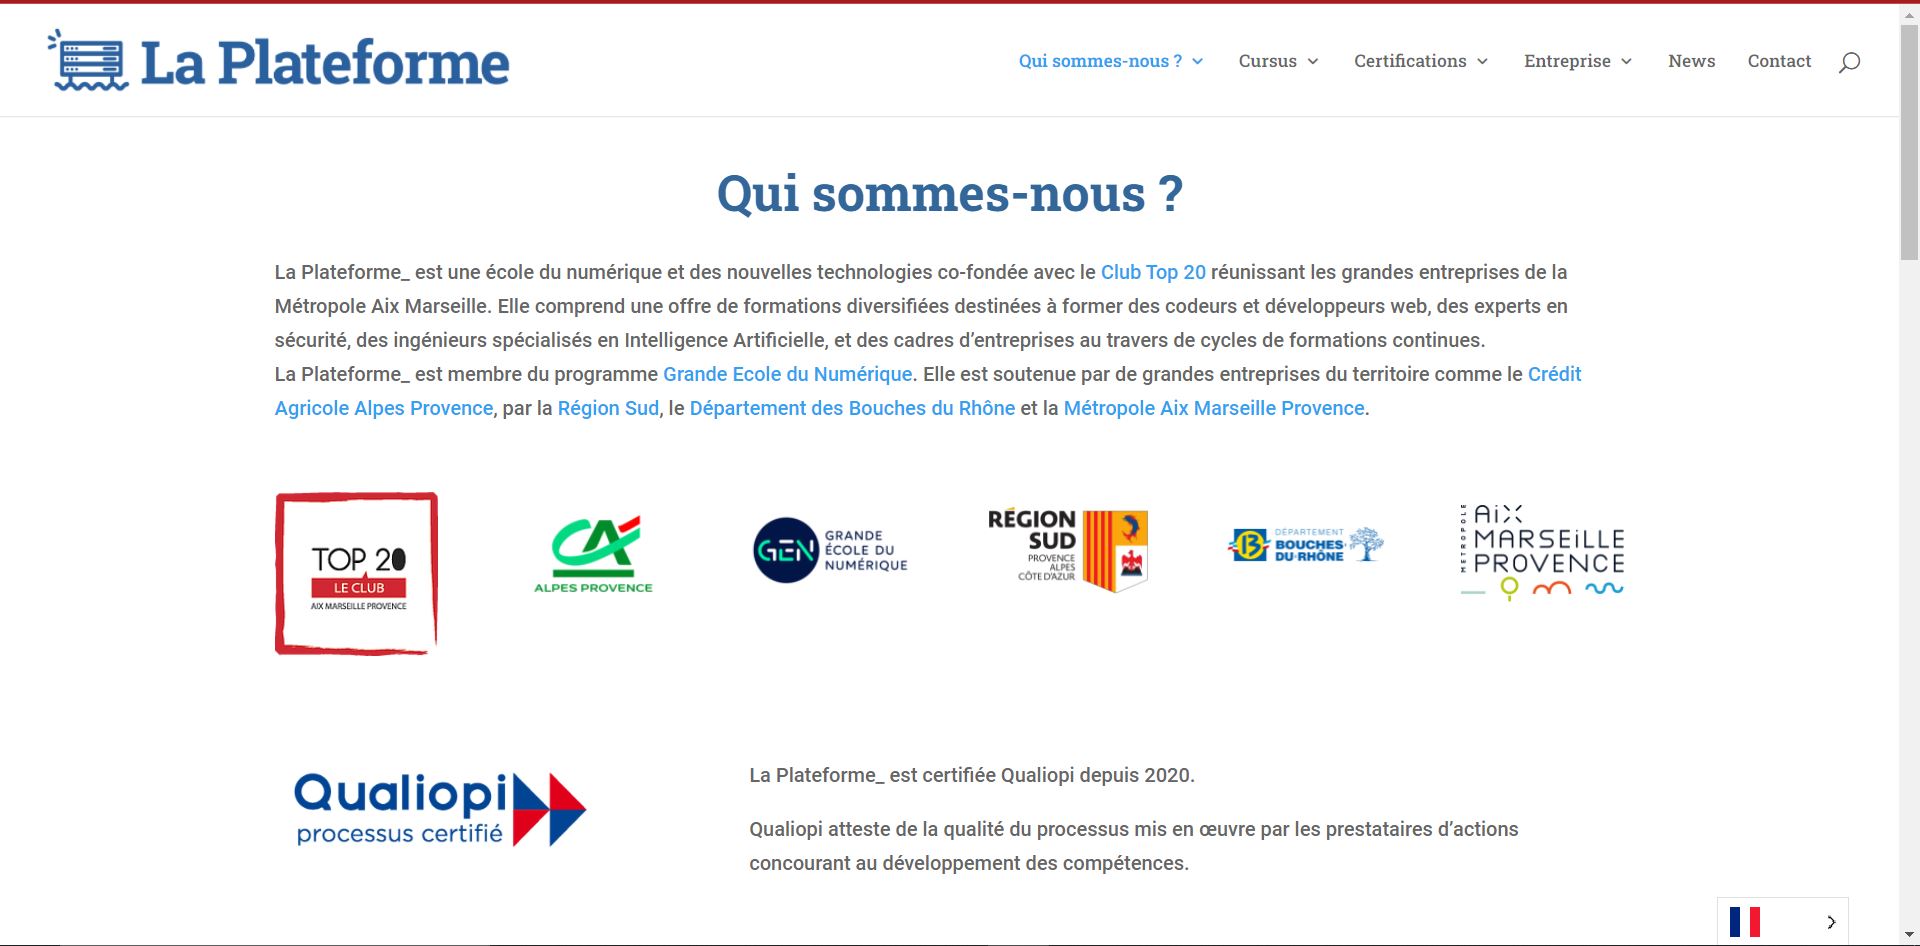 La Plateforme
Qui sommes-nous ?
Cursus
Certifications
Entreprise
News
Contact
Qui sommes-nous ?
La Plateforme_ est une école du numérique et des nouvelles technologies co-fondée avec le Club Top 20 réunissant les grandes entreprises de la
Métropole Aix Marseille. Elle comprend une offre de formations diversifiées destinées à former des codeurs et développeurs web, des experts en
sécurité, des ingénieurs spécialisés en Intelligence Artificielle, et des cadres d’entreprises au travers de cycles de formations continues.
La Plateforme_ est membre du programme Grande Ecole du Numérique. Elle est soutenue par de grandes entreprises du territoire comme le Crédit
Agricole Alpes Provence, par la Région Sud, le Département des Bouches du Rhône et la Métropole Aix Marseille Provence.
TOP 20
LE CLUB
AIX MARSEILLE PROVENCE
CA
ALPES PROVENCE
GEN
GRANDE
ÉCOLE DU
NUMÉRIQUE
RÉGION
SUD
PROVENCE
ALPES
CÔTE D'AZUR
13
DÉPARTEMENT
BOUCHES
DU-RHÔNE
MÉTROPOLE
AiX
MARSEiLLE
PROVENCE
Qualiopi
processus certifié
La Plateforme_ est certifiée Qualiopi depuis 2020.
Qualiopi atteste de la qualité du processus mis en œuvre par les prestataires d’actions
concourant au développement des compétences.